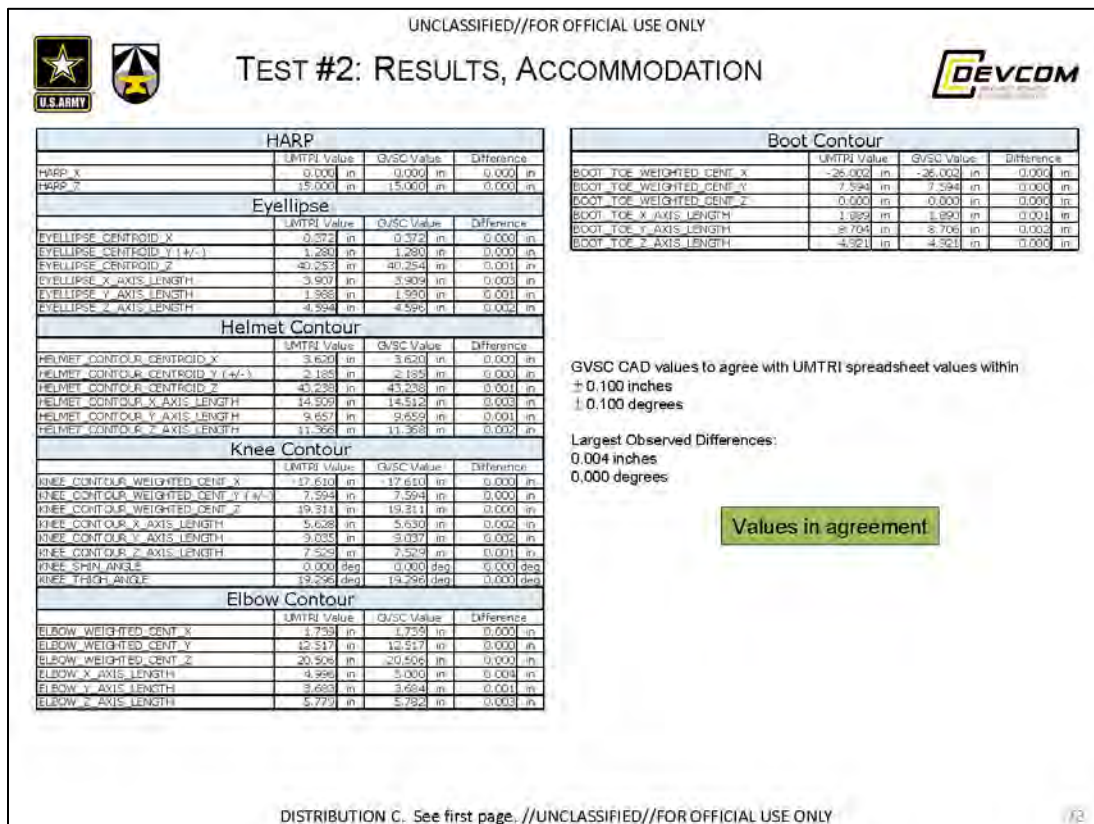 UNCLASSIFIED//FOR OFFICIAL USE ONLY
U.S.ARMY
TEST #2: RESULTS, ACCOMMODATION
DEVCOM
HARP
UMTRI Value GVSC Value Difference
HARP_X 0.000 in 0.000 in 0.000 in
HARP_Z 15.000 in 15.000 in 0.000 in
Eyellipse
UMTRI Value GVSC Value Difference
EYELLIPSE_CENTROID_X 0.372 in 0.372 in 0.000 in
EYELLIPSE_CENTROID_Y (+/-) 1.280 in 1.280 in 0.000 in
EYELLIPSE_CENTROID_Z 40.253 in 40.254 in 0.001 in
EYELLIPSE_X_AXIS_LENGTH 3.907 in 3.909 in 0.003 in
EYELLIPSE_Y_AXIS_LENGTH 1.988 in 1.990 in 0.001 in
EYELLIPSE_Z_AXIS_LENGTH 4.594 in 4.596 in 0.002 in
Helmet Contour
UMTRI Value GVSC Value Difference
HELMET_CONTOUR_CENTROID_X 3.620 in 3.620 in 0.000 in
HELMET_CONTOUR_CENTROID_Y (+/-) 2.185 in 2.185 in 0.000 in
HELMET_CONTOUR_CENTROID_Z 43.238 in 43.238 in 0.001 in
HELMET_CONTOUR_X_AXIS_LENGTH 14.509 in 14.512 in 0.003 in
HELMET_CONTOUR_Y_AXIS_LENGTH 9.657 in 9.659 in 0.001 in
HELMET_CONTOUR_Z_AXIS_LENGTH 11.366 in 11.368 in 0.002 in
Knee Contour
UMTRI Value GVSC Value Difference
KNEE_CONTOUR_WEIGHTED_CENT_X -17.610 in -17.610 in 0.000 in
KNEE_CONTOUR_WEIGHTED_CENT_Y (+/-) 7.594 in 7.594 in 0.000 in
KNEE_CONTOUR_WEIGHTED_CENT_Z 19.311 in 19.311 in 0.000 in
KNEE_CONTOUR_X_AXIS_LENGTH 5.628 in 5.630 in 0.002 in
KNEE_CONTOUR_Y_AXIS_LENGTH 9.035 in 9.037 in 0.002 in
KNEE_CONTOUR_Z_AXIS_LENGTH 7.529 in 7.529 in 0.001 in
KNEE_SHIN_ANGLE 0.000 deg 0.000 deg 0.000 deg
KNEE_THIGH_ANGLE 19.296 deg 19.296 deg 0.000 deg
Elbow Contour
UMTRI Value GVSC Value Difference
ELBOW_WEIGHTED_CENT_X 1.739 in 1.739 in 0.000 in
ELBOW_WEIGHTED_CENT_Y 12.517 in 12.517 in 0.000 in
ELBOW_WEIGHTED_CENT_Z 20.506 in 20.506 in 0.000 in
ELBOW_X_AXIS_LENGTH 4.996 in 5.000 in 0.004 in
ELBOW_Y_AXIS_LENGTH 3.683 in 3.684 in 0.001 in
ELBOW_Z_AXIS_LENGTH 5.779 in 5.782 in 0.003 in
Boot Contour
UMTRI Value GVSC Value Difference
BOOT_TOE_WEIGHTED_CENT_X -26.002 in -26.002 in 0.000 in
BOOT_TOE_WEIGHTED_CENT_Y 7.594 in 7.594 in 0.000 in
BOOT_TOE_WEIGHTED_CENT_Z 0.000 in 0.000 in 0.000 in
BOOT_TOE_X_AXIS_LENGTH 1.889 in 1.890 in 0.001 in
BOOT_TOE_Y_AXIS_LENGTH 8.704 in 8.706 in 0.002 in
BOOT_TOE_Z_AXIS_LENGTH 4.921 in 4.921 in 0.000 in
GVSC CAD values to agree with UMTRI spreadsheet values within
±0.100 inches
±0.100 degrees
Largest Observed Differences:
0.004 inches
0.000 degrees
Values in agreement
DISTRIBUTION C. See first page. //UNCLASSIFIED//FOR OFFICIAL USE ONLY